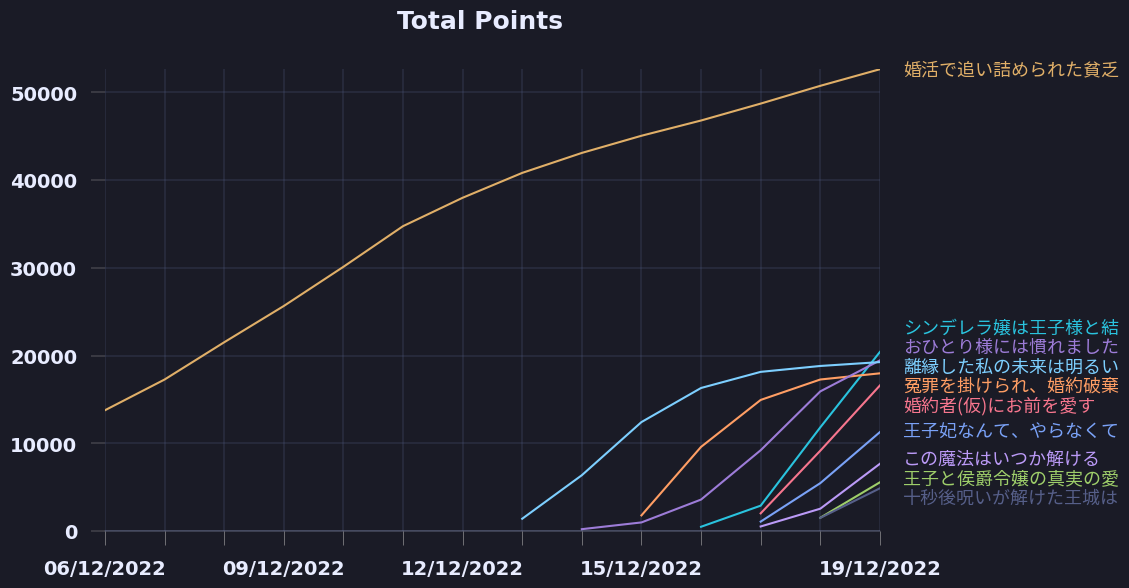 Total Points
50000
40000
30000
20000
10000
0
06/12/2022
09/12/2022
12/12/2022
15/12/2022
19/12/2022
婚活で追い詰められた貧乏
シンデレラ嬢は王子様と結
おひとり様には慣れました
離縁した私の未来は明るい
冤罪を掛けられ、婚約破棄
婚約者(仮)にお前を愛す
王子妃なんて、やらなくて
この魔法はいつか解ける
王子と侯爵令嬢の真実の愛
十秒後呪いが解けた王城は